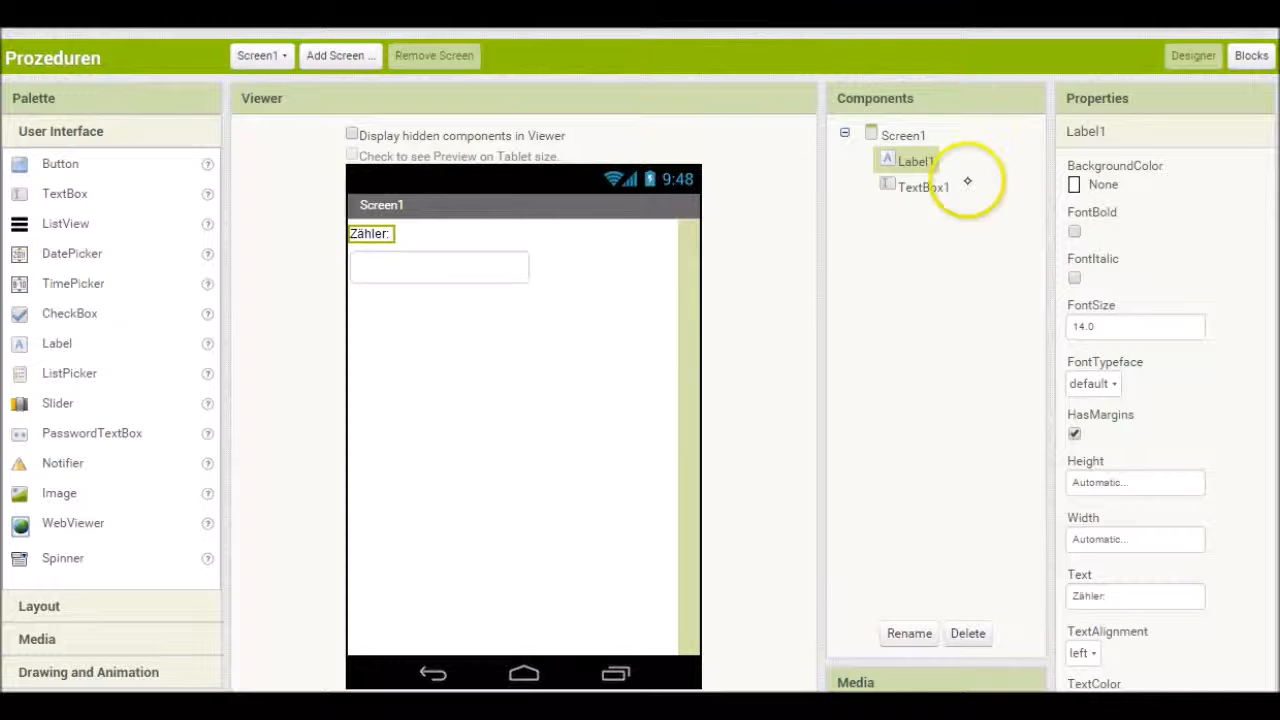 Prozeduren
Screen1
Add Screen ...
Remove Screen
Designer
Blocks
Palette
User Interface
Button
TextBox
ListView
DatePicker
TimePicker
CheckBox
Label
ListPicker
Slider
PasswordTextBox
Notifier
Image
WebViewer
Spinner
Layout
Media
Drawing and Animation
Viewer
Display hidden components in Viewer
Check to see Preview on Tablet size.
9:48
Screen1
Zähler:
Components
Screen1
Label1
TextBox1
Rename
Delete
Media
Properties
Label1
BackgroundColor
None
FontBold
FontItalic
FontSize
14.0
FontTypeface
default
HasMargins
Height
Automatic...
Width
Automatic...
Text
Zähler:
TextAlignment
left
TextColor